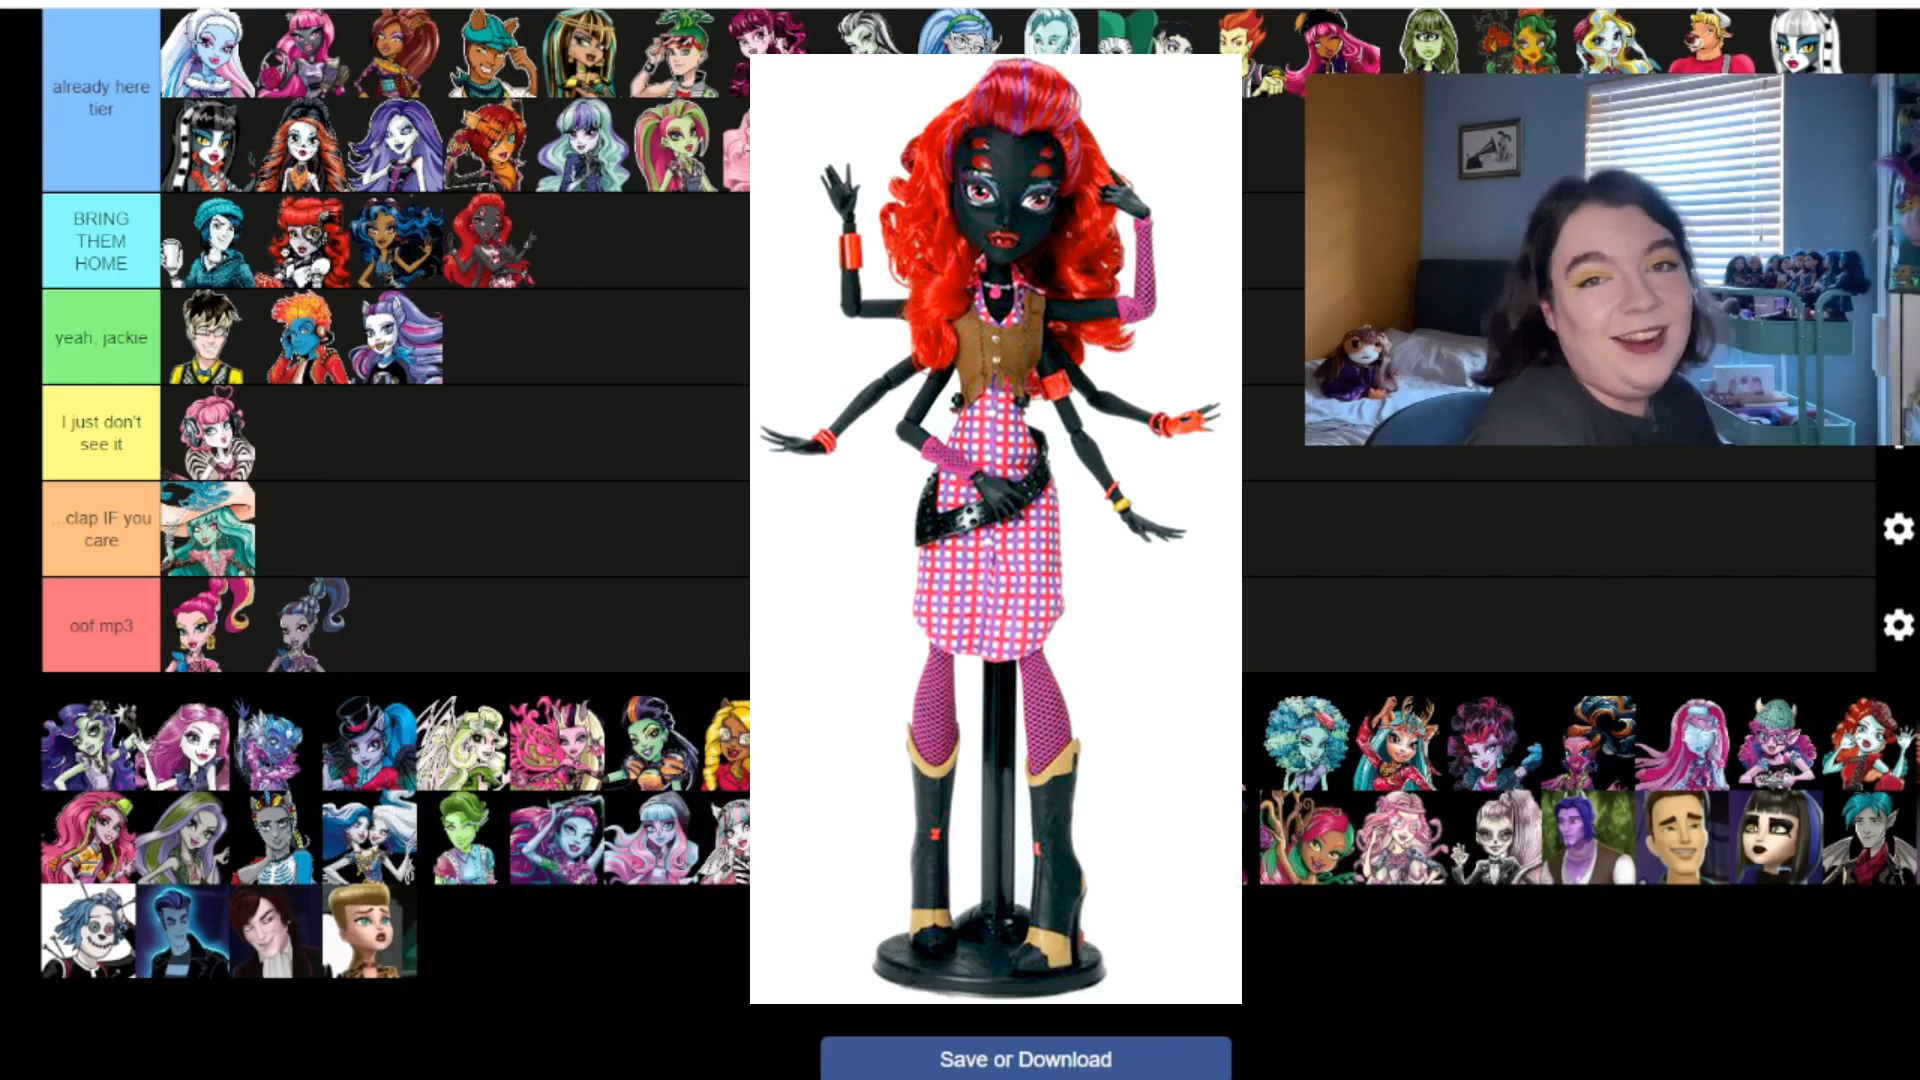 already here
tier
BRING
THEM
HOME
yeah, jackie
I just don't
see it
...clap IF you
care
oof.mp3
Save or Download